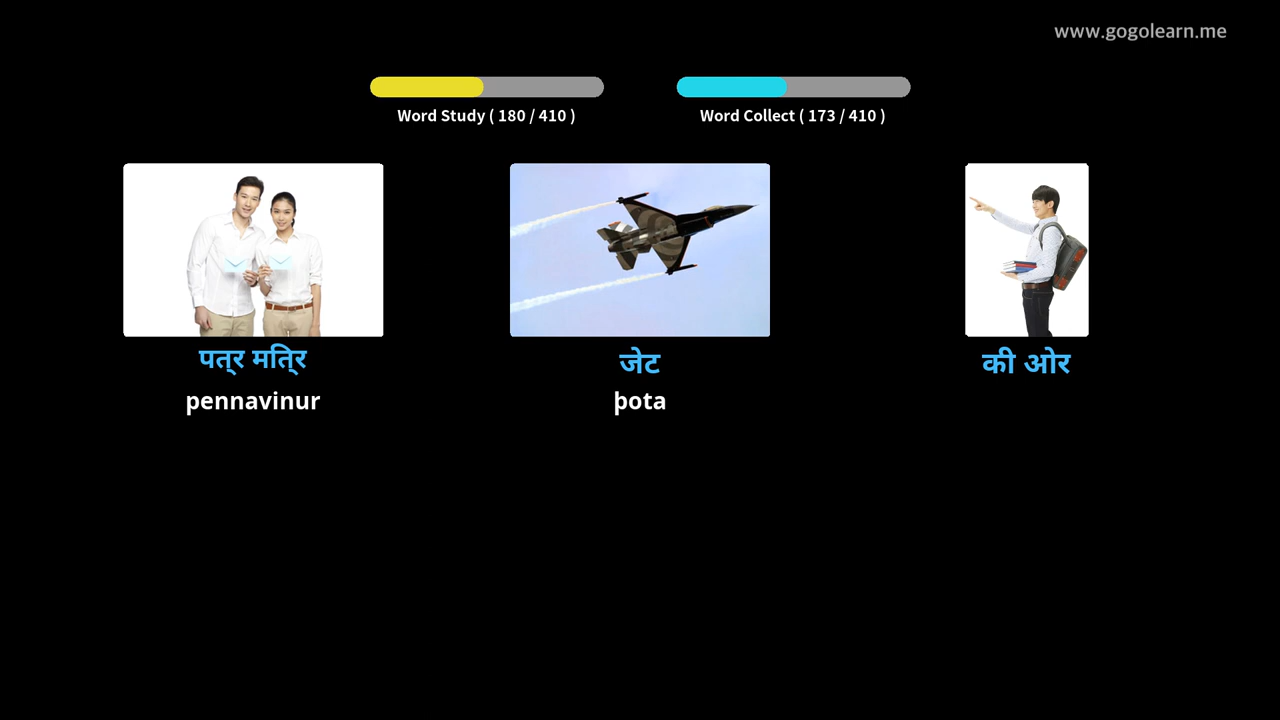 www.gogolearn.me
Word Study ( 180 / 410 )
Word Collect ( 173 / 410 )
पत्र मित्र
जेट
की ओर
pennavinur
þota